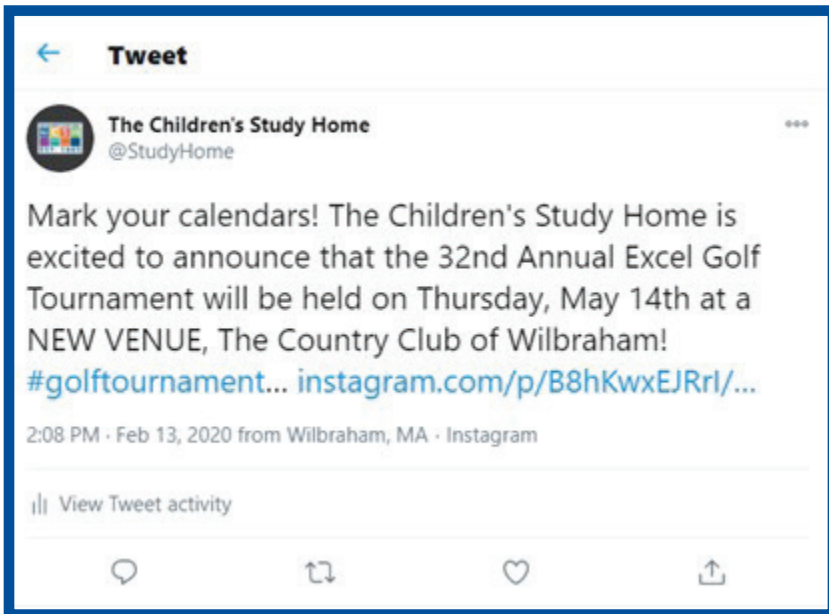 Tweet
The Children's Study Home
@StudyHome
Mark your calendars! The Children's Study Home is
excited to announce that the 32nd Annual Excel Golf
Tournament will be held on Thursday, May 14th at a
NEW VENUE, The Country Club of Wilbraham!
#golftournament... instagram.com/p/B8hKwxEJRrI/...
2:08 PM · Feb 13, 2020 from Wilbraham, MA · Instagram
View Tweet activity